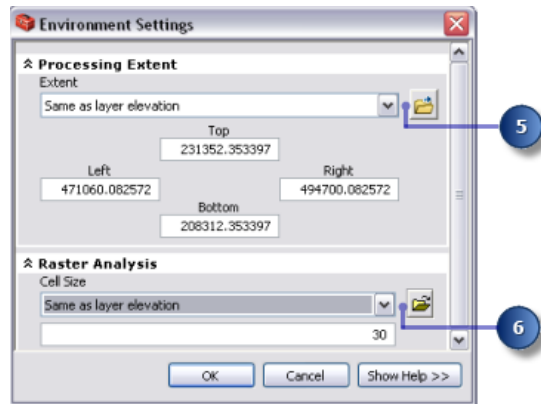 Environment Settings
Processing Extent
Extent
Same as layer elevation
5
Top
231352.353397
Left
Right
471060.082572
494700.082572
Bottom
208312.353397
Raster Analysis
Cell Size
Same as layer elevation
6
30
OK
Cancel
Show Help >>